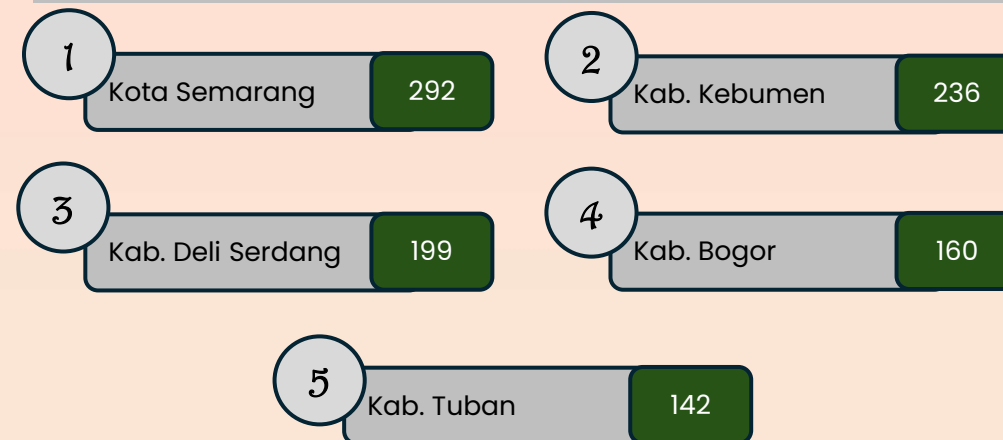 1
Kota Semarang 292
2
Kab. Kebumen 236
3
Kab. Deli Serdang 199
4
Kab. Bogor 160
5
Kab. Tuban 142